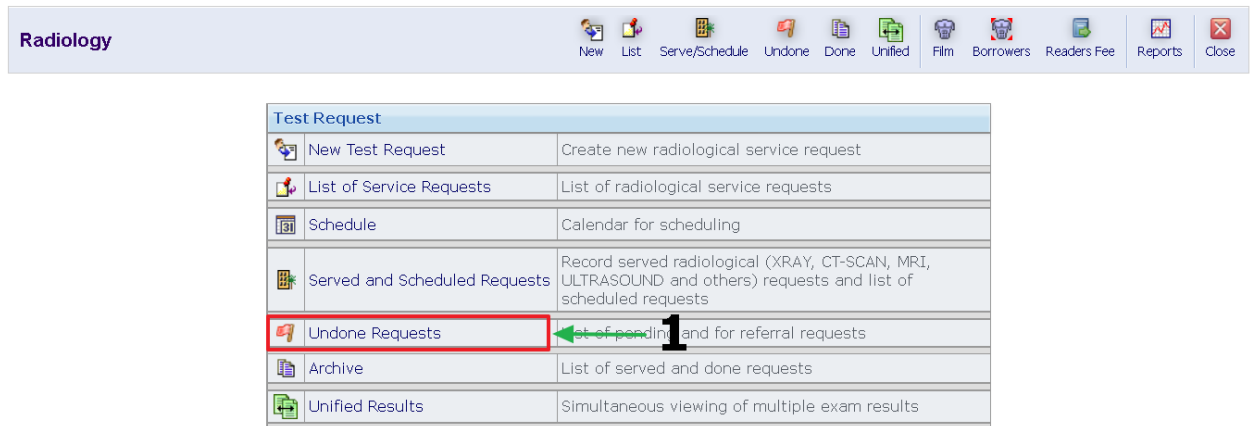 Radiology
New List Serve/Schedule Undone Done Unified Film Borrowers Readers Fee Reports Close
Test Request
New Test Request Create new radiological service request
List of Service Requests List of radiological service requests
31 Schedule Calendar for scheduling
Served and Scheduled Requests Record served radiological (XRAY, CT-SCAN, MRI,
ULTRASOUND and others) requests and list of
scheduled requests
Undone Requests List of pending and for referral requests
1
Archive List of served and done requests
Unified Results Simultaneous viewing of multiple exam results